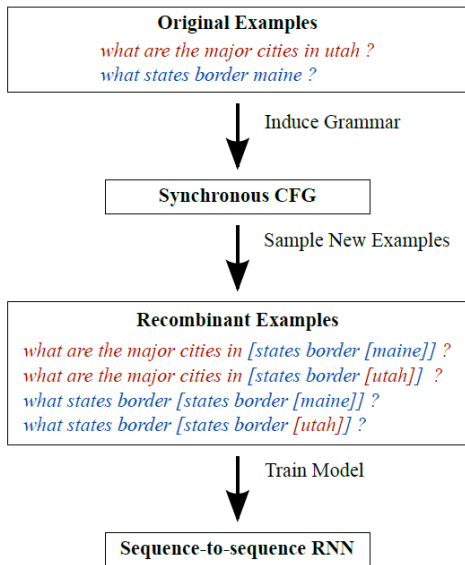 Original Examples
what are the major cities in utah ?
what states border maine ?
Induce Grammar
Synchronous CFG
Sample New Examples
Recombinant Examples
what are the major cities in [states border [maine]] ?
what are the major cities in [states border [utah]] ?
what states border [states border [maine]] ?
what states border [states border [utah]] ?
Train Model
Sequence-to-sequence RNN